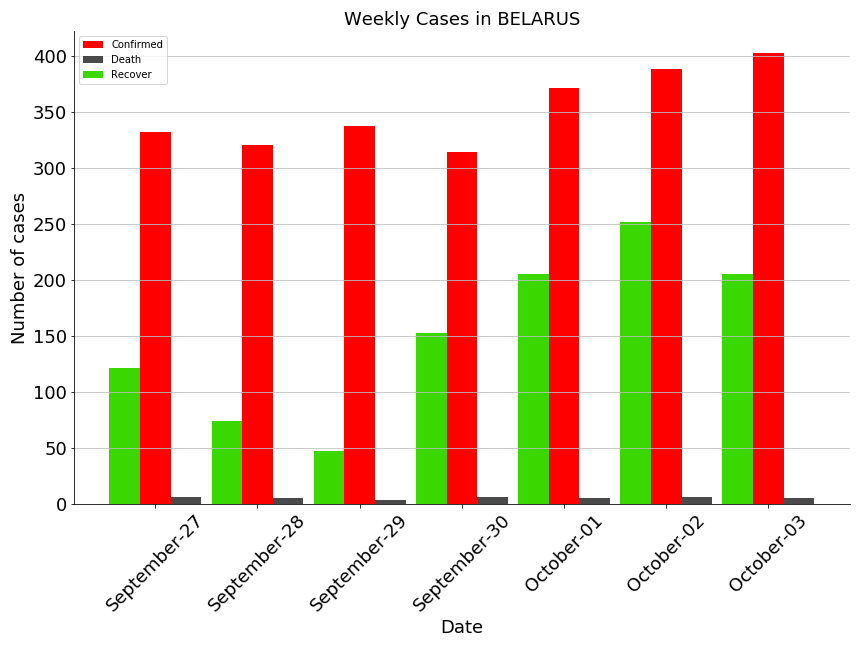 Weekly Cases in BELARUS
Confirmed
Death
Recover
Number of cases
400
350
300
250
200
150
100
50
0
September-27
September-28
September-29
September-30
October-01
October-02
October-03
Date